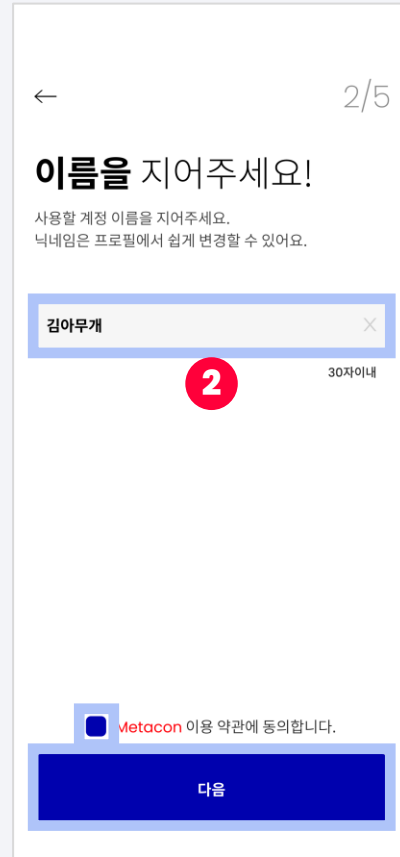 ←
2/5
이름을 지어주세요!
사용할 계정 이름을 지어주세요.
닉네임은 프로필에서 쉽게 변경할 수 있어요.
김아무개
30자이내
2
Metacon 이용 약관에 동의합니다.
다음